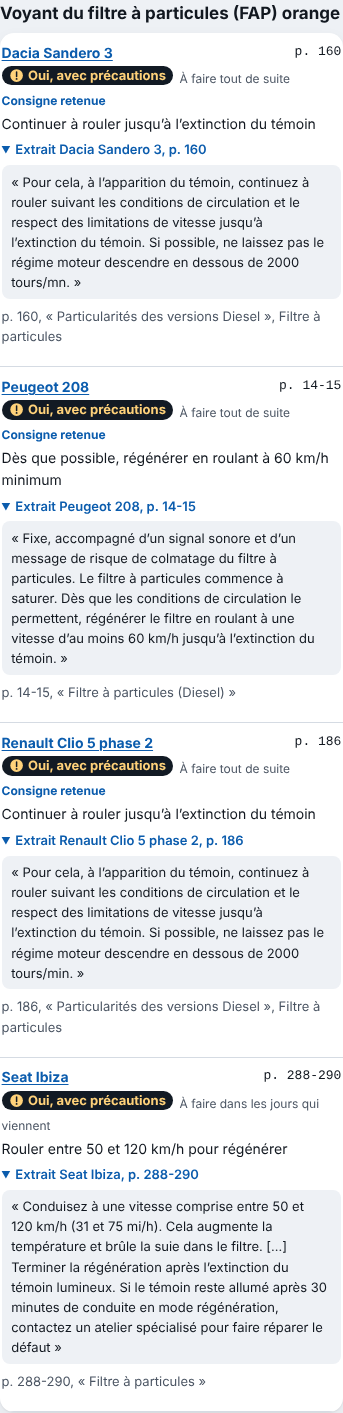 Voyant du filtre à particules (FAP) orange
Dacia Sandero 3 p. 160
Oui, avec précautions À faire tout de suite
Consigne retenue
Continuer à rouler jusqu’à l’extinction du témoin
▼ Extrait Dacia Sandero 3, p. 160
« Pour cela, à l’apparition du témoin, continuez à
rouler suivant les conditions de circulation et le
respect des limitations de vitesse jusqu’à
l’extinction du témoin. Si possible, ne laissez pas le
régime moteur descendre en dessous de 2000
tours/mn. »
p. 160, « Particularités des versions Diesel », Filtre à
particules
Peugeot 208 p. 14-15
Oui, avec précautions À faire tout de suite
Consigne retenue
Dès que possible, régénérer en roulant à 60 km/h
minimum
▼ Extrait Peugeot 208, p. 14-15
« Fixe, accompagné d’un signal sonore et d’un
message de risque de colmatage du filtre à
particules. Le filtre à particules commence à
saturer. Dès que les conditions de circulation le
permettent, régénérer le filtre en roulant à une
vitesse d’au moins 60 km/h jusqu’à l’extinction du
témoin. »
p. 14-15, « Filtre à particules (Diesel) »
Renault Clio 5 phase 2 p. 186
Oui, avec précautions À faire tout de suite
Consigne retenue
Continuer à rouler jusqu’à l’extinction du témoin
▼ Extrait Renault Clio 5 phase 2, p. 186
« Pour cela, à l’apparition du témoin, continuez à
rouler suivant les conditions de circulation et le
respect des limitations de vitesse jusqu’à
l’extinction du témoin. Si possible, ne laissez pas le
régime moteur descendre en dessous de 2000
tours/min. »
p. 186, « Particularités des versions Diesel », Filtre à
particules
Seat Ibiza p. 288-290
Oui, avec précautions À faire dans les jours qui
viennent
Rouler entre 50 et 120 km/h pour régénérer
▼ Extrait Seat Ibiza, p. 288-290
« Conduisez à une vitesse comprise entre 50 et
120 km/h (31 et 75 mi/h). Cela augmente la
température et brûle la suie dans le filtre. [...]
Terminer la régénération après l’extinction du
témoin lumineux. Si le témoin reste allumé après 30
minutes de conduite en mode régénération,
contactez un atelier spécialisé pour faire réparer le
défaut »
p. 288-290, « Filtre à particules »